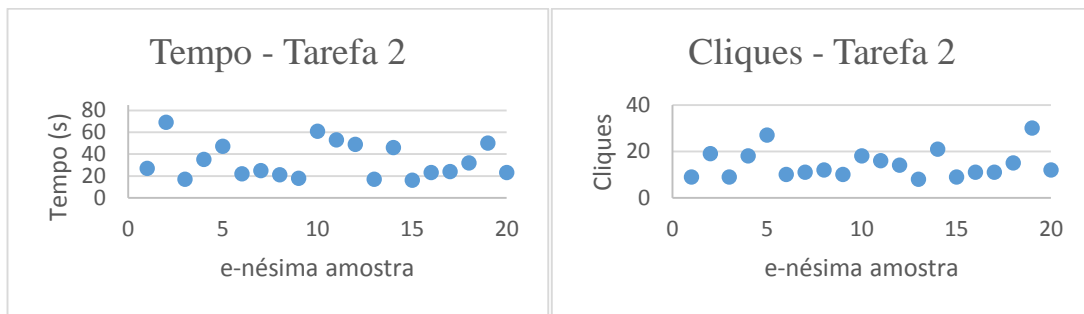 Tempo - Tarefa 2
Tempo (s)
80
60
40
20
0
0 5 10 15 20
e-nésima amostra
Cliques - Tarefa 2
Cliques
40
20
0
0 5 10 15 20
e-nésima amostra